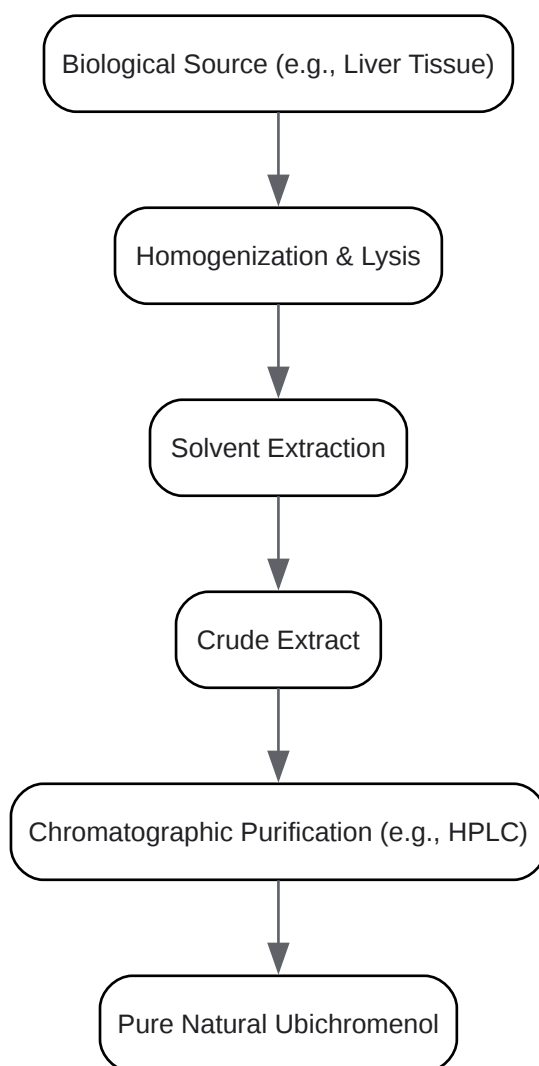 Biological Source (e.g., Liver Tissue)
Homogenization & Lysis
Solvent Extraction
Crude Extract
Chromatographic Purification (e.g., HPLC)
Pure Natural Ubichromenol